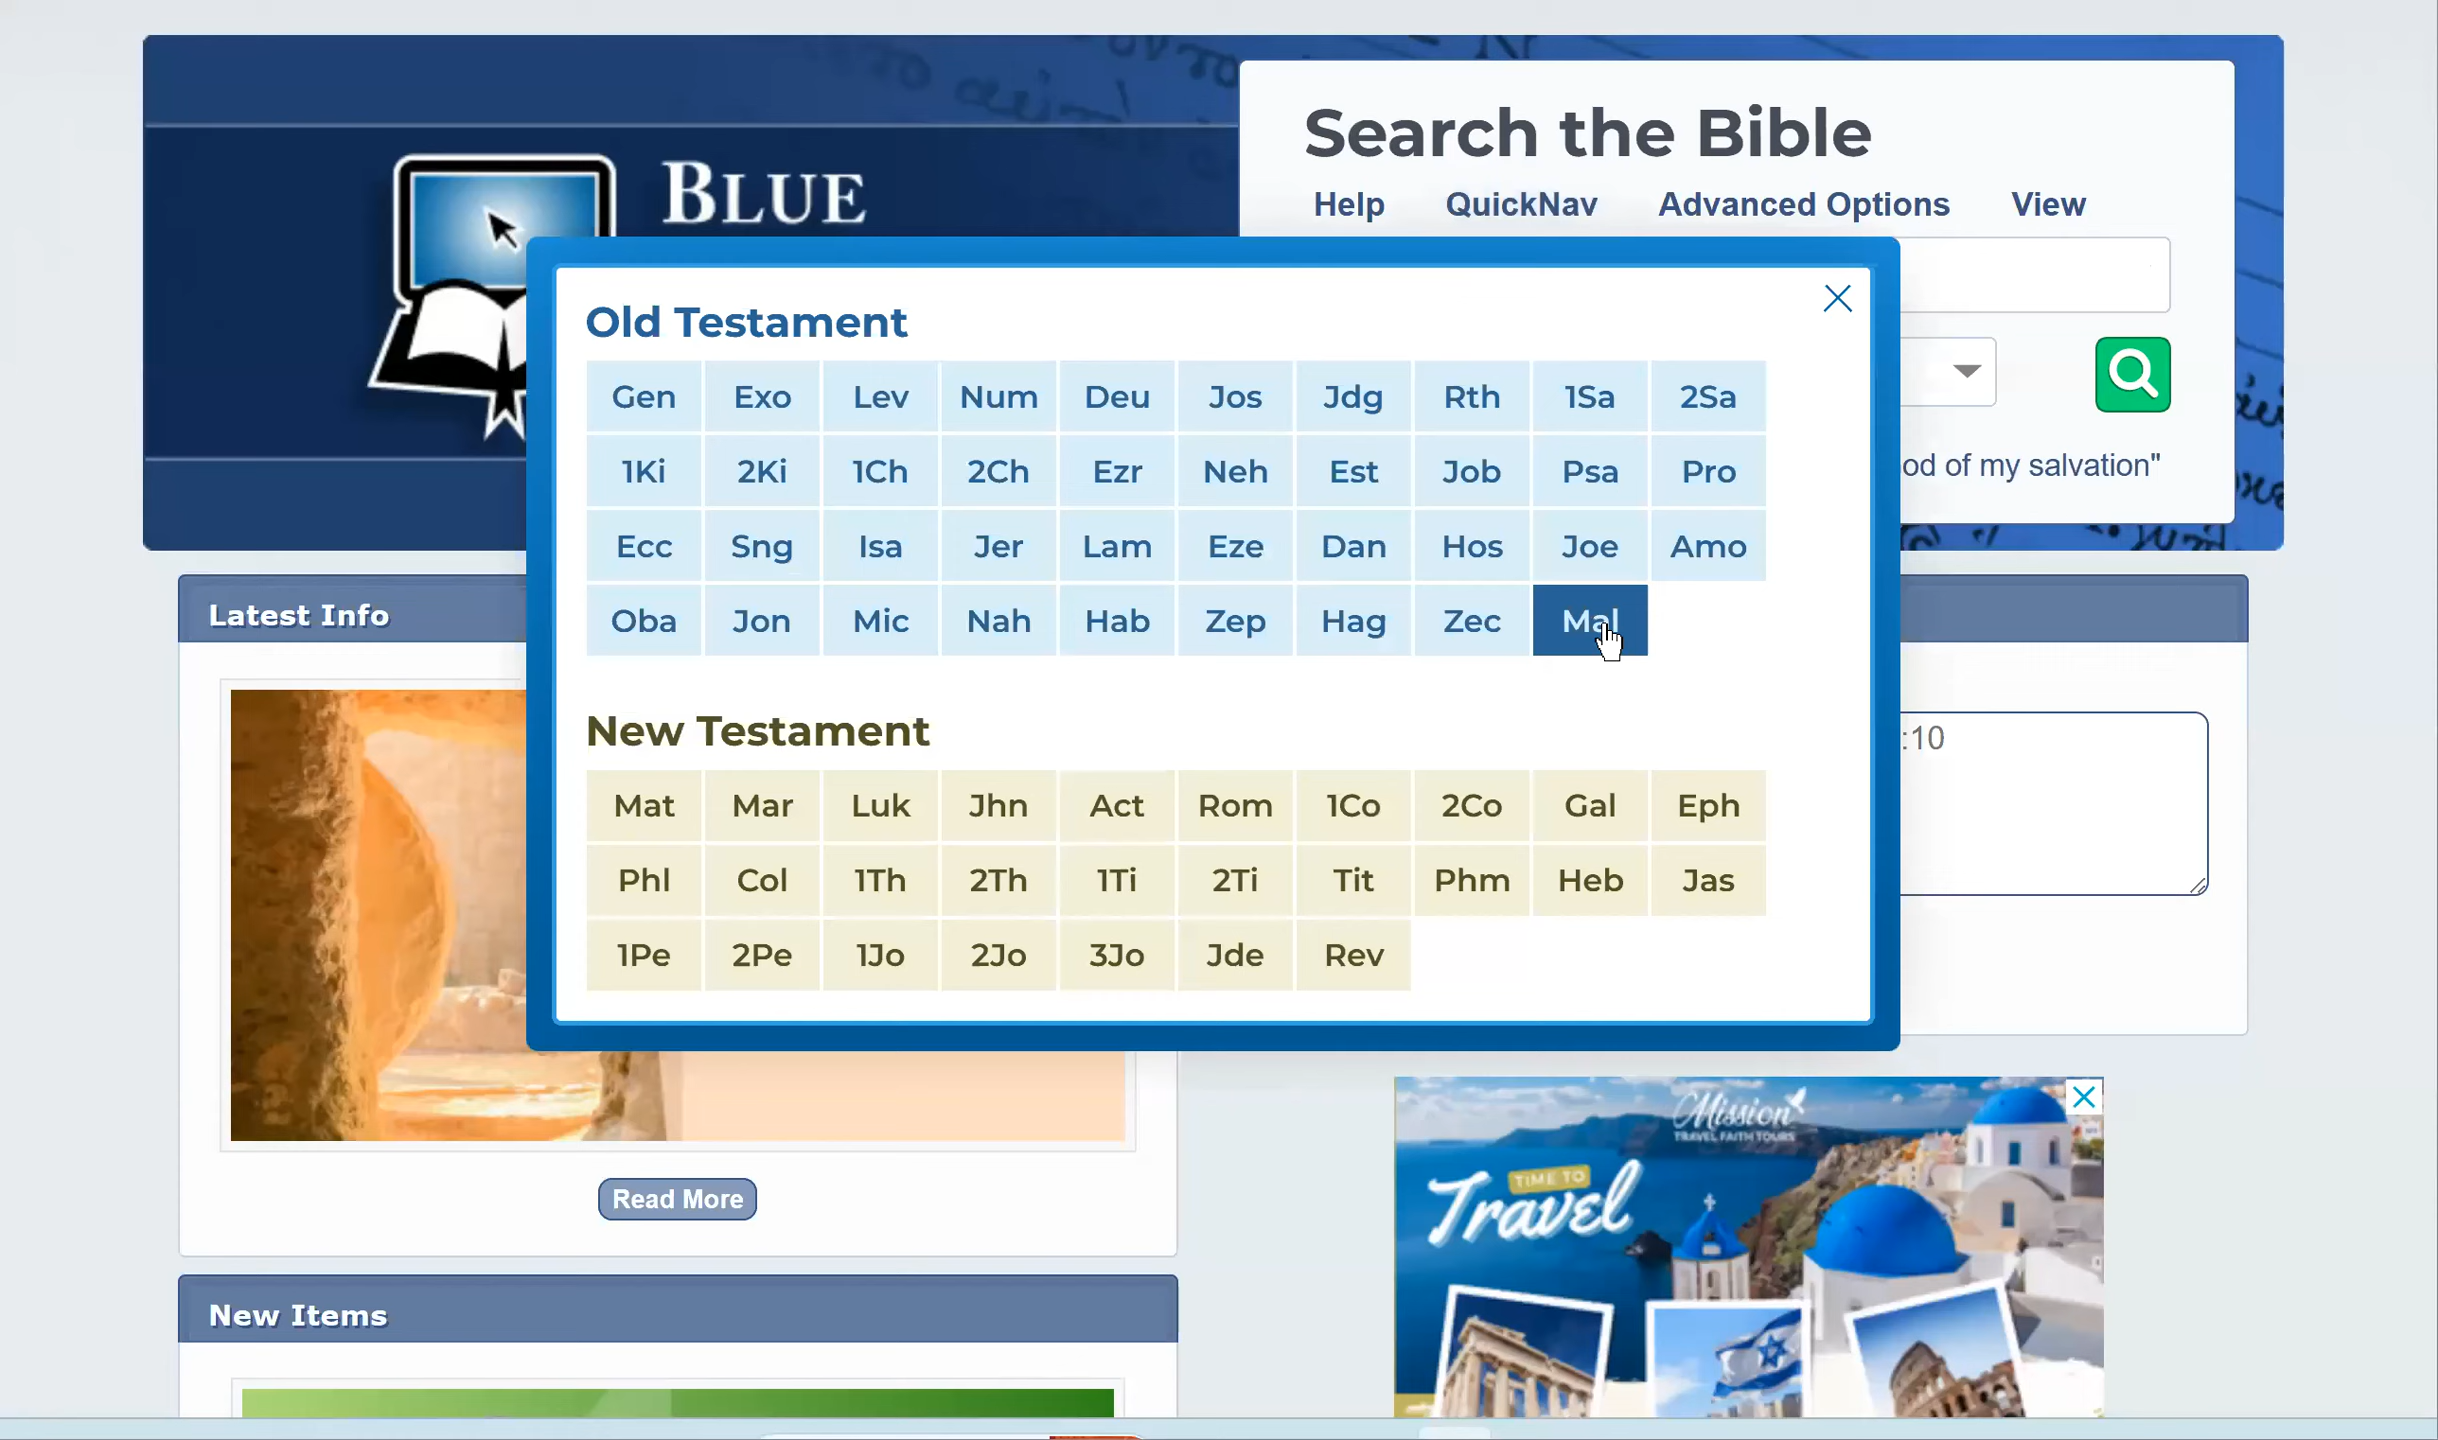 BLUE
Search the Bible
Help QuickNav Advanced Options View
od of my salvation"
Old Testament
Gen Exo Lev Num Deu Jos Jdg Rth 1Sa 2Sa
1Ki 2Ki 1Ch 2Ch Ezr Neh Est Job Psa Pro
Ecc Sng Isa Jer Lam Eze Dan Hos Joe Amo
Oba Jon Mic Nah Hab Zep Hag Zec Mal
New Testament
Mat Mar Luk Jhn Act Rom 1Co 2Co Gal Eph
Phl Col 1Th 2Th 1Ti 2Ti Tit Phm Heb Jas
1Pe 2Pe 1Jo 2Jo 3Jo Jde Rev
Latest Info
:10
Read More
New Items
Mission
TRAVEL FAITH TOURS
TIME TO
Travel